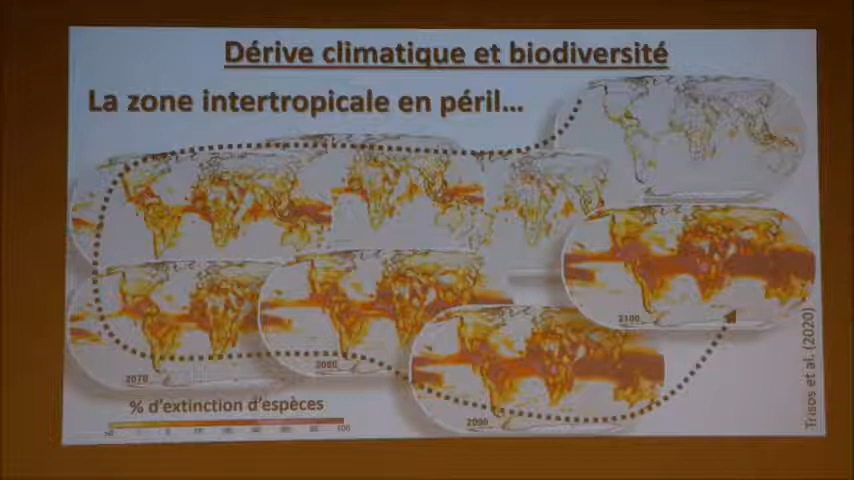 Dérive climatique et biodiversité
La zone intertropicale en péril...
2100
2070
2080
2090
% d'extinction d'espèces
100
Trisos et al. (2020)